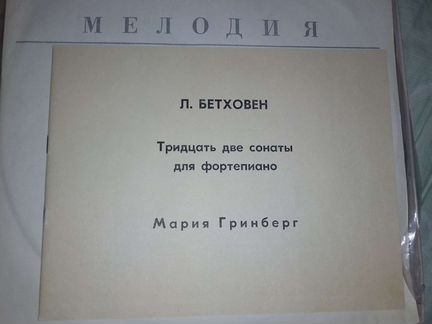 МЕЛОДИЯ
Л. БЕТХОВЕН
Тридцать две сонаты
для фортепиано
Мария Гринберг